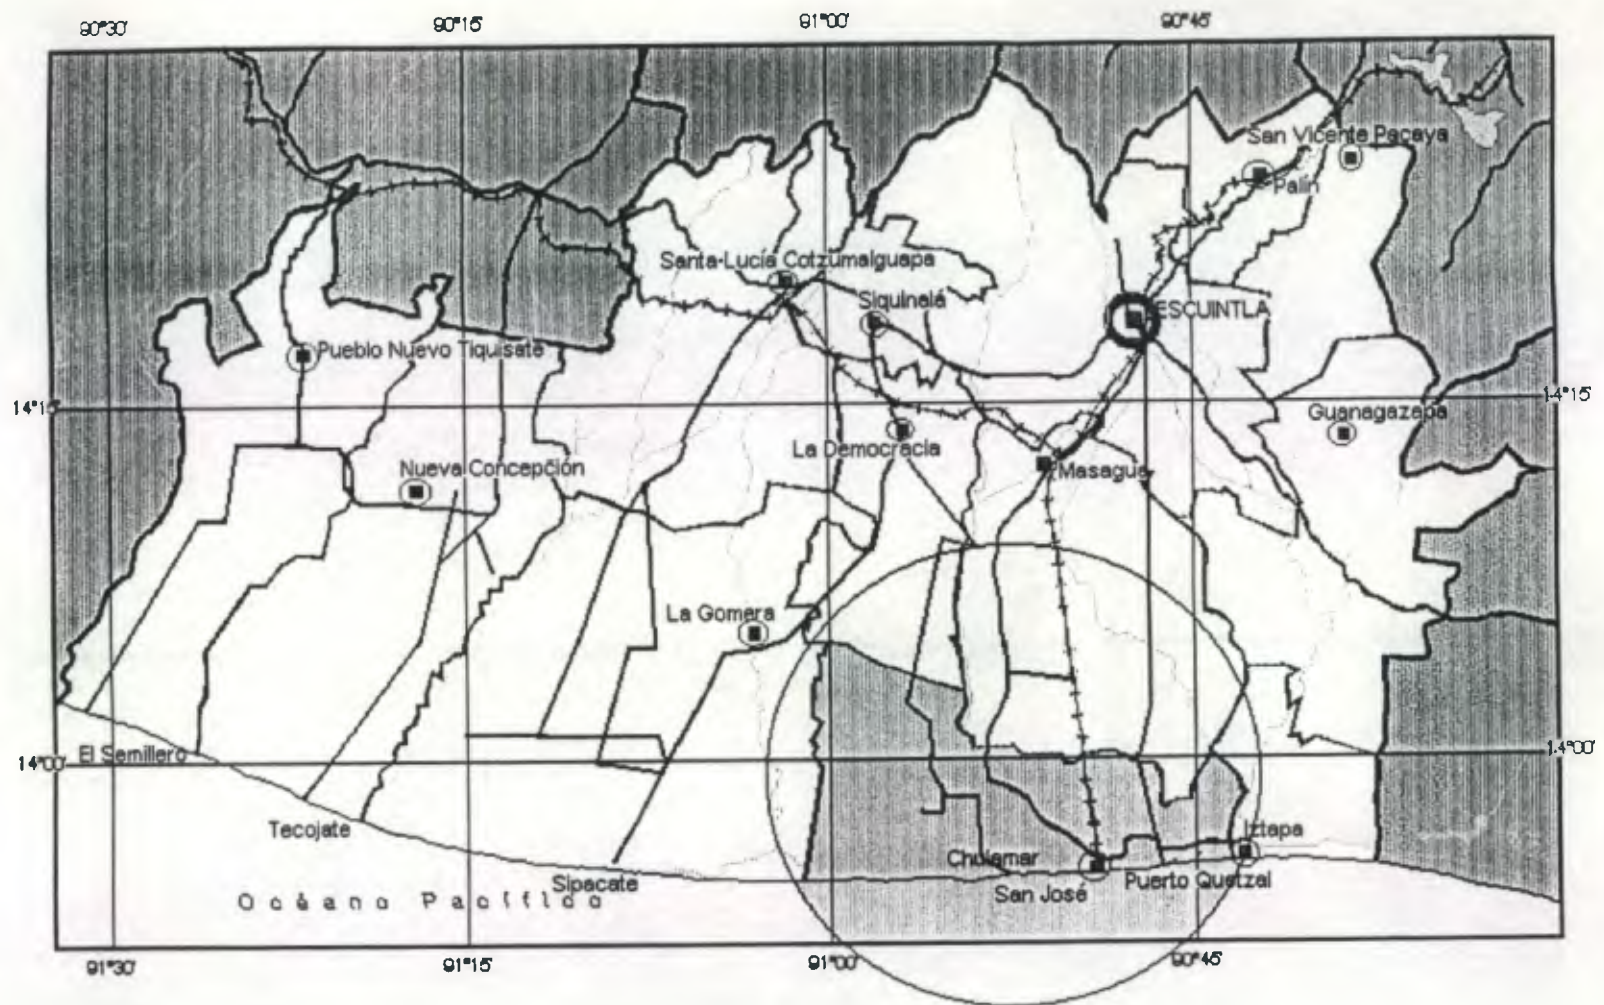 90°30'
90°15'
91°00'
90°45'
San Vicente Pacaya
Palín
Santa-Lucía Cotzumalguapa
Siquinalá
ESCUINTLA
Pueblo Nuevo Tiquisate
14°15'
14°15'
Guanagazapa
La Democracia
Nueva Concepción
Masagua
La Gomera
El Semillero
14°00'
14°00'
Tecojate
Iztapa
Chulamar
Sipacate
San José
Puerto Quetzal
Océano Pacíffico
91°30'
91°15'
91°00'
90°45'